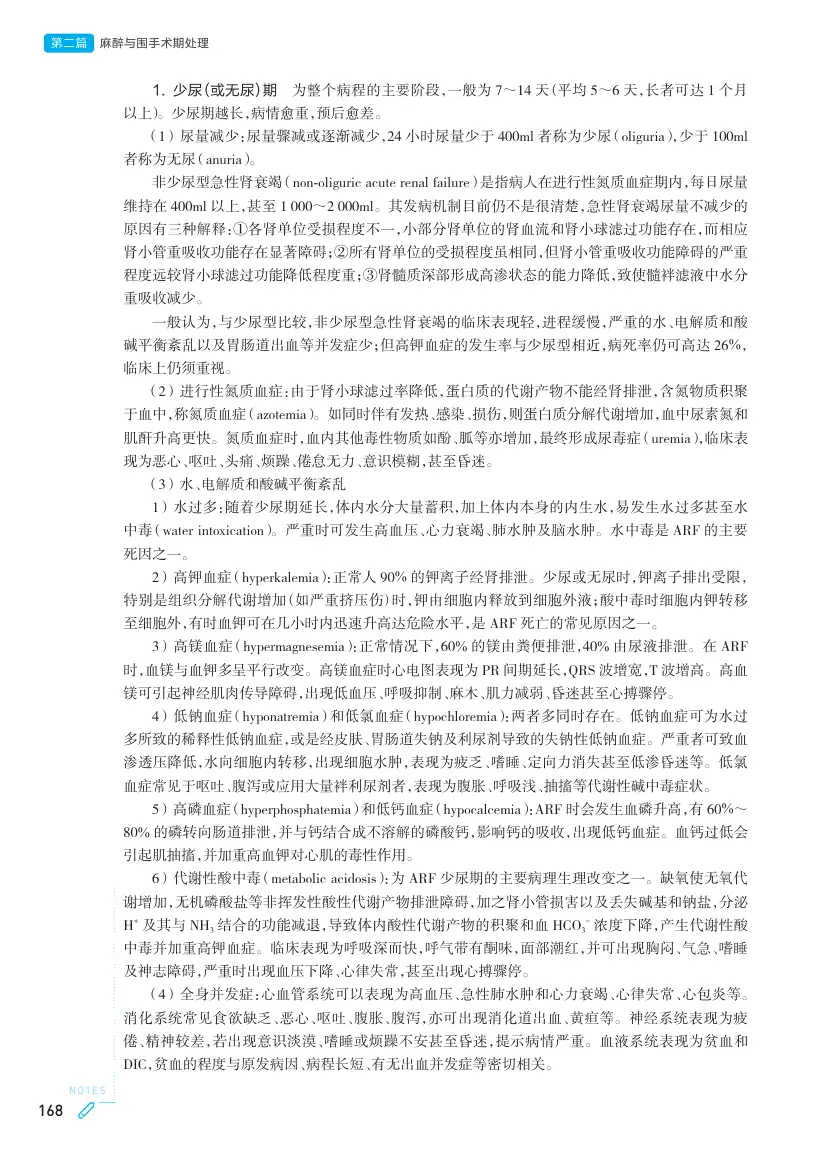 第二篇 麻醉与围手术期处理
1. 少尿（或无尿）期 为整个病程的主要阶段，一般为 7～14 天（平均 5～6 天，长者可达 1 个月
以上）。少尿期越长，病情愈重，预后愈差。
（1）尿量减少：尿量骤减或逐渐减少，24 小时尿量少于 400ml 者称为少尿（oliguria），少于 100ml
者称为无尿（anuria）。
非少尿型急性肾衰竭（non-oliguric acute renal failure）是指病人在进行性氮质血症期内，每日尿量
维持在 400ml 以上，甚至 1 000～2 000ml。其发病机制目前仍不是很清楚，急性肾衰竭尿量不减少的
原因有三种解释：①各肾单位受损程度不一，小部分肾单位的肾血流和肾小球滤过功能存在，而相应
肾小管重吸收功能存在显著障碍；②所有肾单位的受损程度虽相同，但肾小管重吸收功能障碍的严重
程度远较肾小球滤过功能降低程度重；③肾髓质深部形成高渗状态的能力降低，致使髓袢滤液中水分
重吸收减少。
一般认为，与少尿型比较，非少尿型急性肾衰竭的临床表现轻，进程缓慢，严重的水、电解质和酸
碱平衡紊乱以及胃肠道出血等并发症少；但高钾血症的发生率与少尿型相近，病死率仍可高达 26%，
临床上仍须重视。
（2）进行性氮质血症：由于肾小球滤过率降低，蛋白质的代谢产物不能经肾排泄，含氮物质积聚
于血中，称氮质血症（azotemia）。如同时伴有发热、感染、损伤，则蛋白质分解代谢增加，血中尿素氮和
肌酐升高更快。氮质血症时，血内其他毒性物质如酚、胍等亦增加，最终形成尿毒症（uremia），临床表
现为恶心、呕吐、头痛、烦躁、倦怠无力、意识模糊，甚至昏迷。
（3）水、电解质和酸碱平衡紊乱
1）水过多：随着少尿期延长，体内水分大量蓄积，加上体内本身的内生水，易发生水过多甚至水
中毒（water intoxication）。严重时可发生高血压、心力衰竭、肺水肿及脑水肿。水中毒是 ARF 的主要
死因之一。
2）高钾血症（hyperkalemia）：正常人 90% 的钾离子经肾排泄。少尿或无尿时，钾离子排出受限，
特别是组织分解代谢增加（如严重挤压伤）时，钾由细胞内释放到细胞外液；酸中毒时细胞内钾转移
至细胞外，有时血钾可在几小时内迅速升高达危险水平，是 ARF 死亡的常见原因之一。
3）高镁血症（hypermagnesemia）：正常情况下，60% 的镁由粪便排泄，40% 由尿液排泄。在 ARF
时，血镁与血钾多呈平行改变。高镁血症时心电图表现为 PR 间期延长，QRS 波增宽，T 波增高。高血
镁可引起神经肌肉传导障碍，出现低血压、呼吸抑制、麻木、肌力减弱、昏迷甚至心搏骤停。
4）低钠血症（hyponatremia）和低氯血症（hypochloremia）：两者多同时存在。低钠血症可为水过
多所致的稀释性低钠血症，或是经皮肤、胃肠道失钠及利尿剂导致的失钠性低钠血症。严重者可致血
渗透压降低，水向细胞内转移，出现细胞水肿，表现为疲乏、嗜睡、定向力消失甚至低渗昏迷等。低氯
血症常见于呕吐、腹泻或应用大量袢利尿剂者，表现为腹胀、呼吸浅、抽搐等代谢性碱中毒症状。
5）高磷血症（hyperphosphatemia）和低钙血症（hypocalcemia）：ARF 时会发生血磷升高，有 60%～
80% 的磷转向肠道排泄，并与钙结合成不溶解的磷酸钙，影响钙的吸收，出现低钙血症。血钙过低会
引起肌抽搐，并加重高血钾对心肌的毒性作用。
6）代谢性酸中毒（metabolic acidosis）：为 ARF 少尿期的主要病理生理改变之一。缺氧使无氧代
谢增加，无机磷酸盐等非挥发性酸性代谢产物排泄障碍，加之肾小管损害以及丢失碱基和钠盐，分泌
H⁺ 及其与 NH₃ 结合的功能减退，导致体内酸性代谢产物的积聚和血 HCO₃⁻ 浓度下降，产生代谢性酸
中毒并加重高钾血症。临床表现为呼吸深而快，呼气带有酮味，面部潮红，并可出现胸闷、气急、嗜睡
及神志障碍，严重时出现血压下降、心律失常，甚至出现心搏骤停。
（4）全身并发症：心血管系统可以表现为高血压、急性肺水肿和心力衰竭、心律失常、心包炎等。
消化系统常见食欲缺乏、恶心、呕吐、腹胀、腹泻，亦可出现消化道出血、黄疸等。神经系统表现为疲
倦、精神较差，若出现意识淡漠、嗜睡或烦躁不安甚至昏迷，提示病情严重。血液系统表现为贫血和
DIC，贫血的程度与原发病因、病程长短、有无出血并发症等密切相关。
NOTES
168